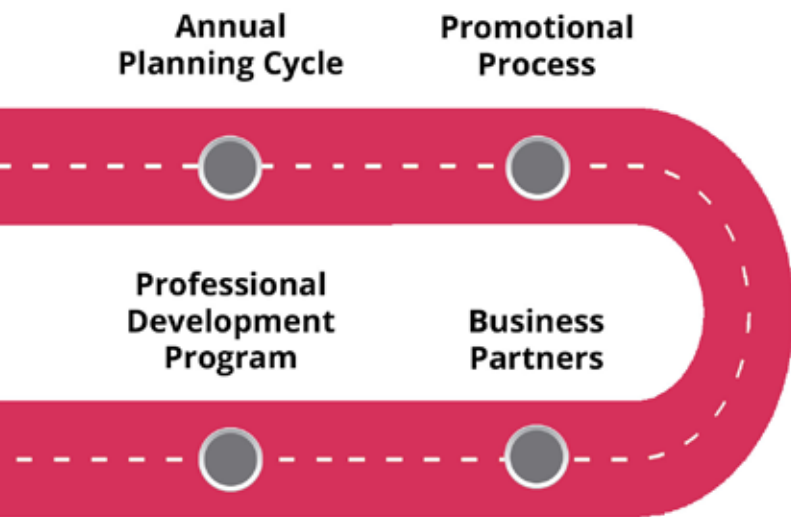 Annual
Planning Cycle
Promotional
Process
Professional
Development
Program
Business
Partners